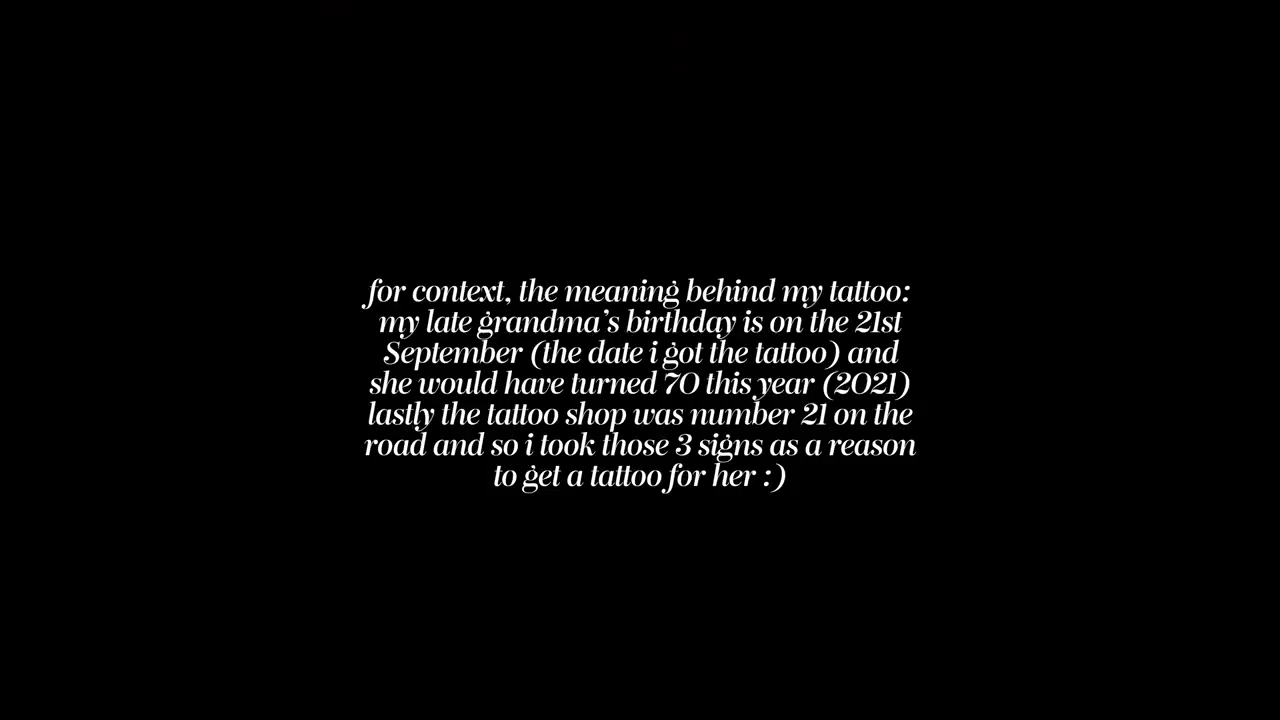 for context, the meaning behind my tattoo:
my late grandma's birthday is on the 21st
September (the date i got the tattoo) and
she would have turned 70 this year (2021)
lastly the tattoo shop was number 21 on the
road and so i took those 3 signs as a reason
to get a tattoo for her :)